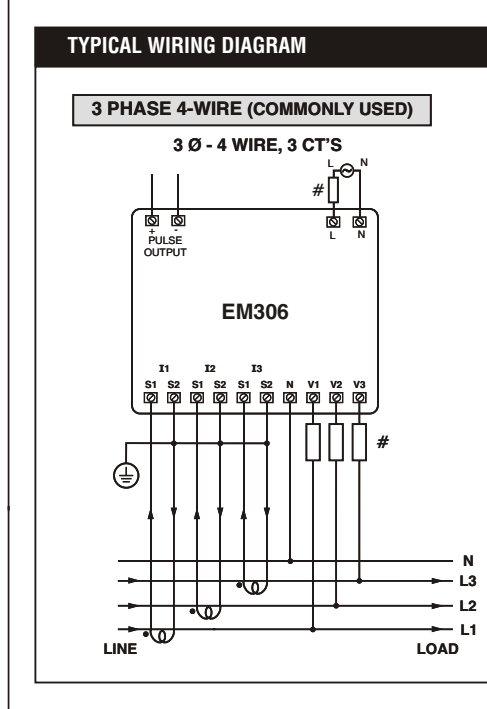 TYPICAL WIRING DIAGRAM
3 PHASE 4-WIRE (COMMONLY USED)
3 Ø - 4 WIRE, 3 CT'S
L N
#
+ - L N
PULSE
OUTPUT
EM306
I1 I2 I3
S1 S2 S1 S2 S1 S2 N V1 V2 V3
#
N
L3
L2
L1
LINE LOAD